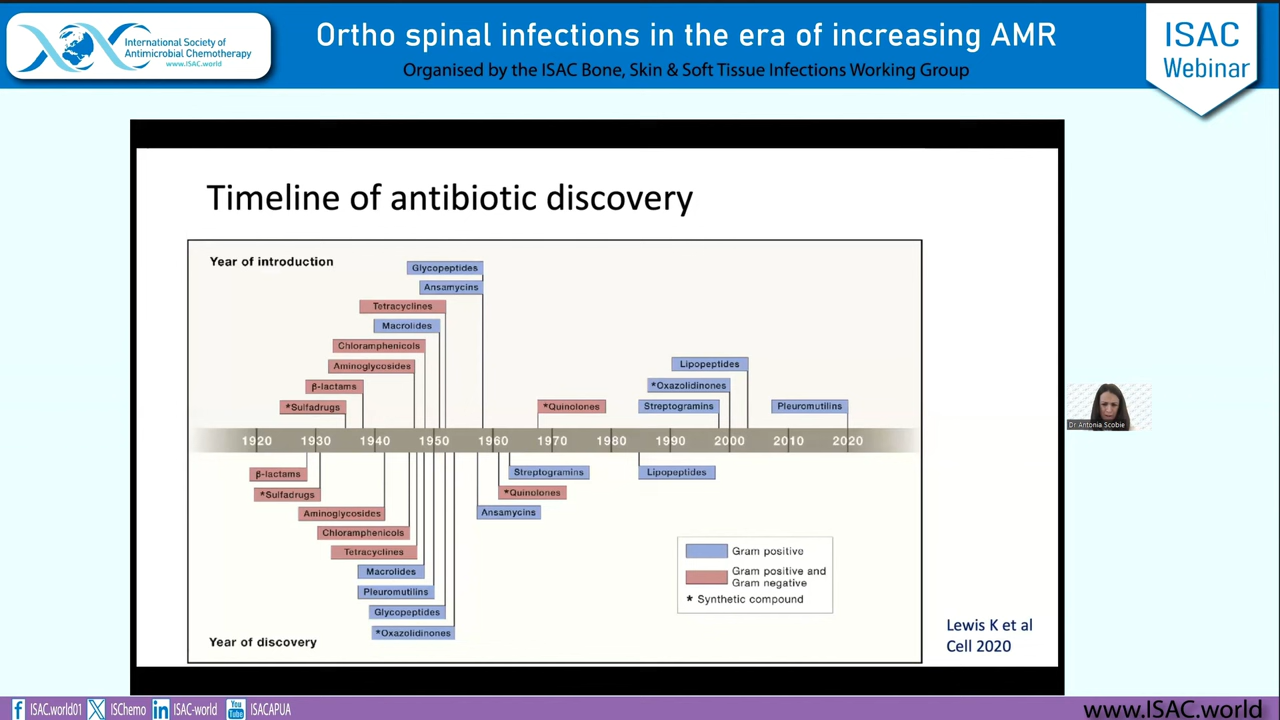 International Society of
Antimicrobial Chemotherapy
www.ISAC.world
Ortho spinal infections in the era of increasing AMR
Organised by the ISAC Bone, Skin & Soft Tissue Infections Working Group
ISAC
Webinar
Timeline of antibiotic discovery
Year of introduction
Glycopeptides
Ansamycins
Tetracyclines
Macrolides
Chloramphenicols
Aminoglycosides
β-lactams
*Sulfadrugs
*Quinolones
Lipopeptides
*Oxazolidinones
Streptogramins
Pleuromutilins
1920 1930 1940 1950 1960 1970 1980 1990 2000 2010 2020
β-lactams
*Sulfadrugs
Aminoglycosides
Chloramphenicols
Tetracyclines
Macrolides
Pleuromutilins
Glycopeptides
*Oxazolidinones
Streptogramins
*Quinolones
Ansamycins
Lipopeptides
Year of discovery
Gram positive
Gram positive and
Gram negative
* Synthetic compound
Lewis K et al
Cell 2020
Dr Antonia Scobie
f ISAC.world01 X ISChemo in ISAC-world You Tube ISACAPUA
www.ISAC.world